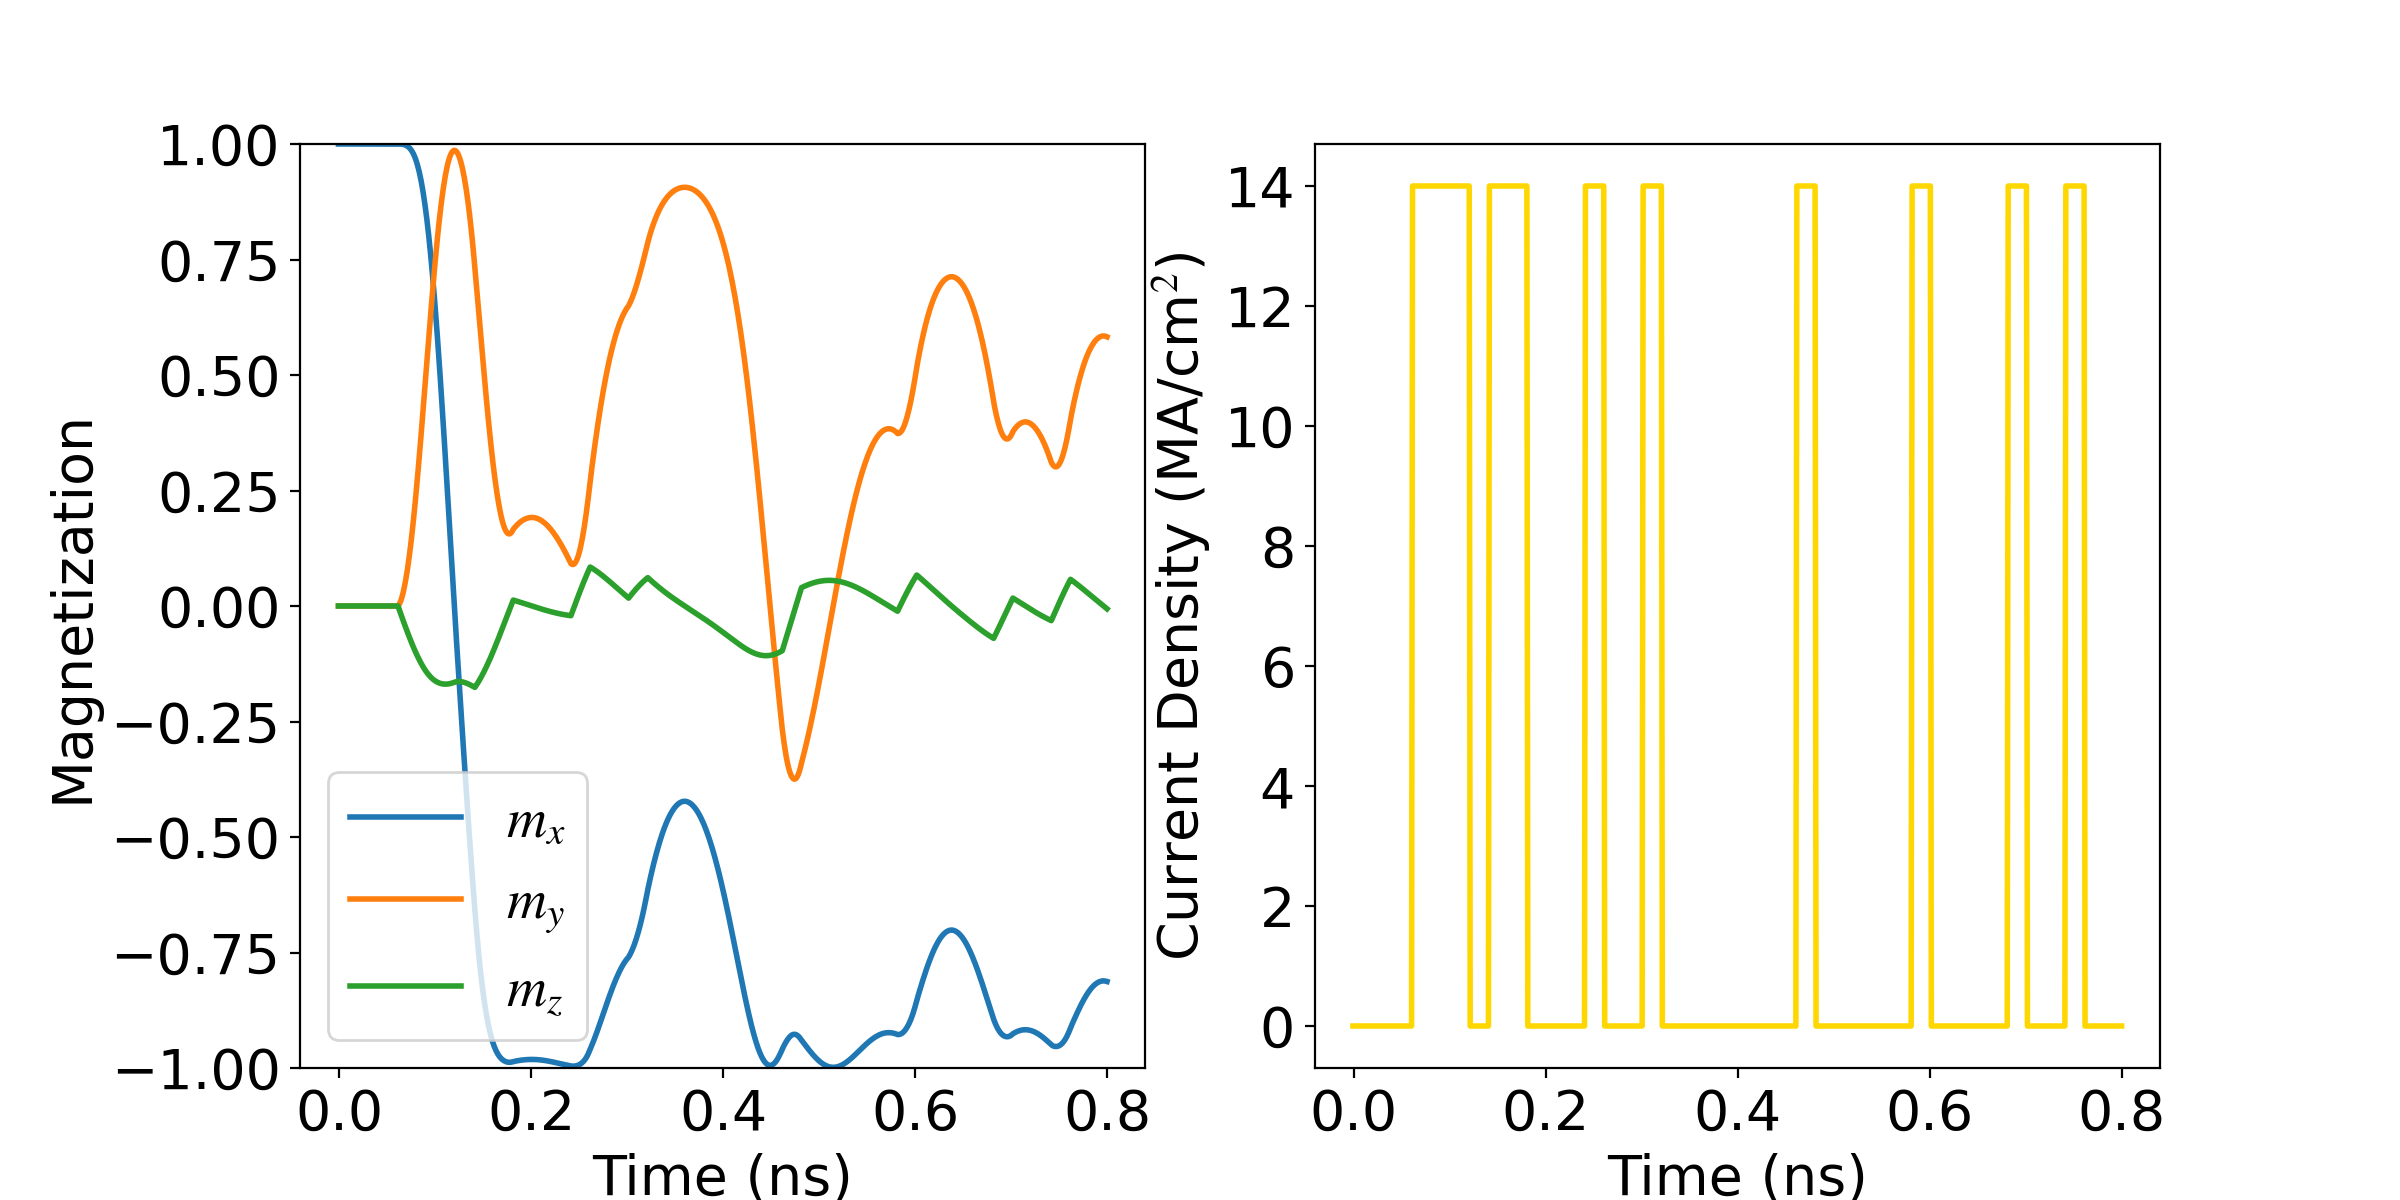 Magnetization
1.00
0.75
0.50
0.25
0.00
−0.25
−0.50
−0.75
−1.00
0.0 0.2 0.4 0.6 0.8
Time (ns)
m_x
m_y
m_z
Current Density (MA/cm²)
14
12
10
8
6
4
2
0
0.0 0.2 0.4 0.6 0.8
Time (ns)